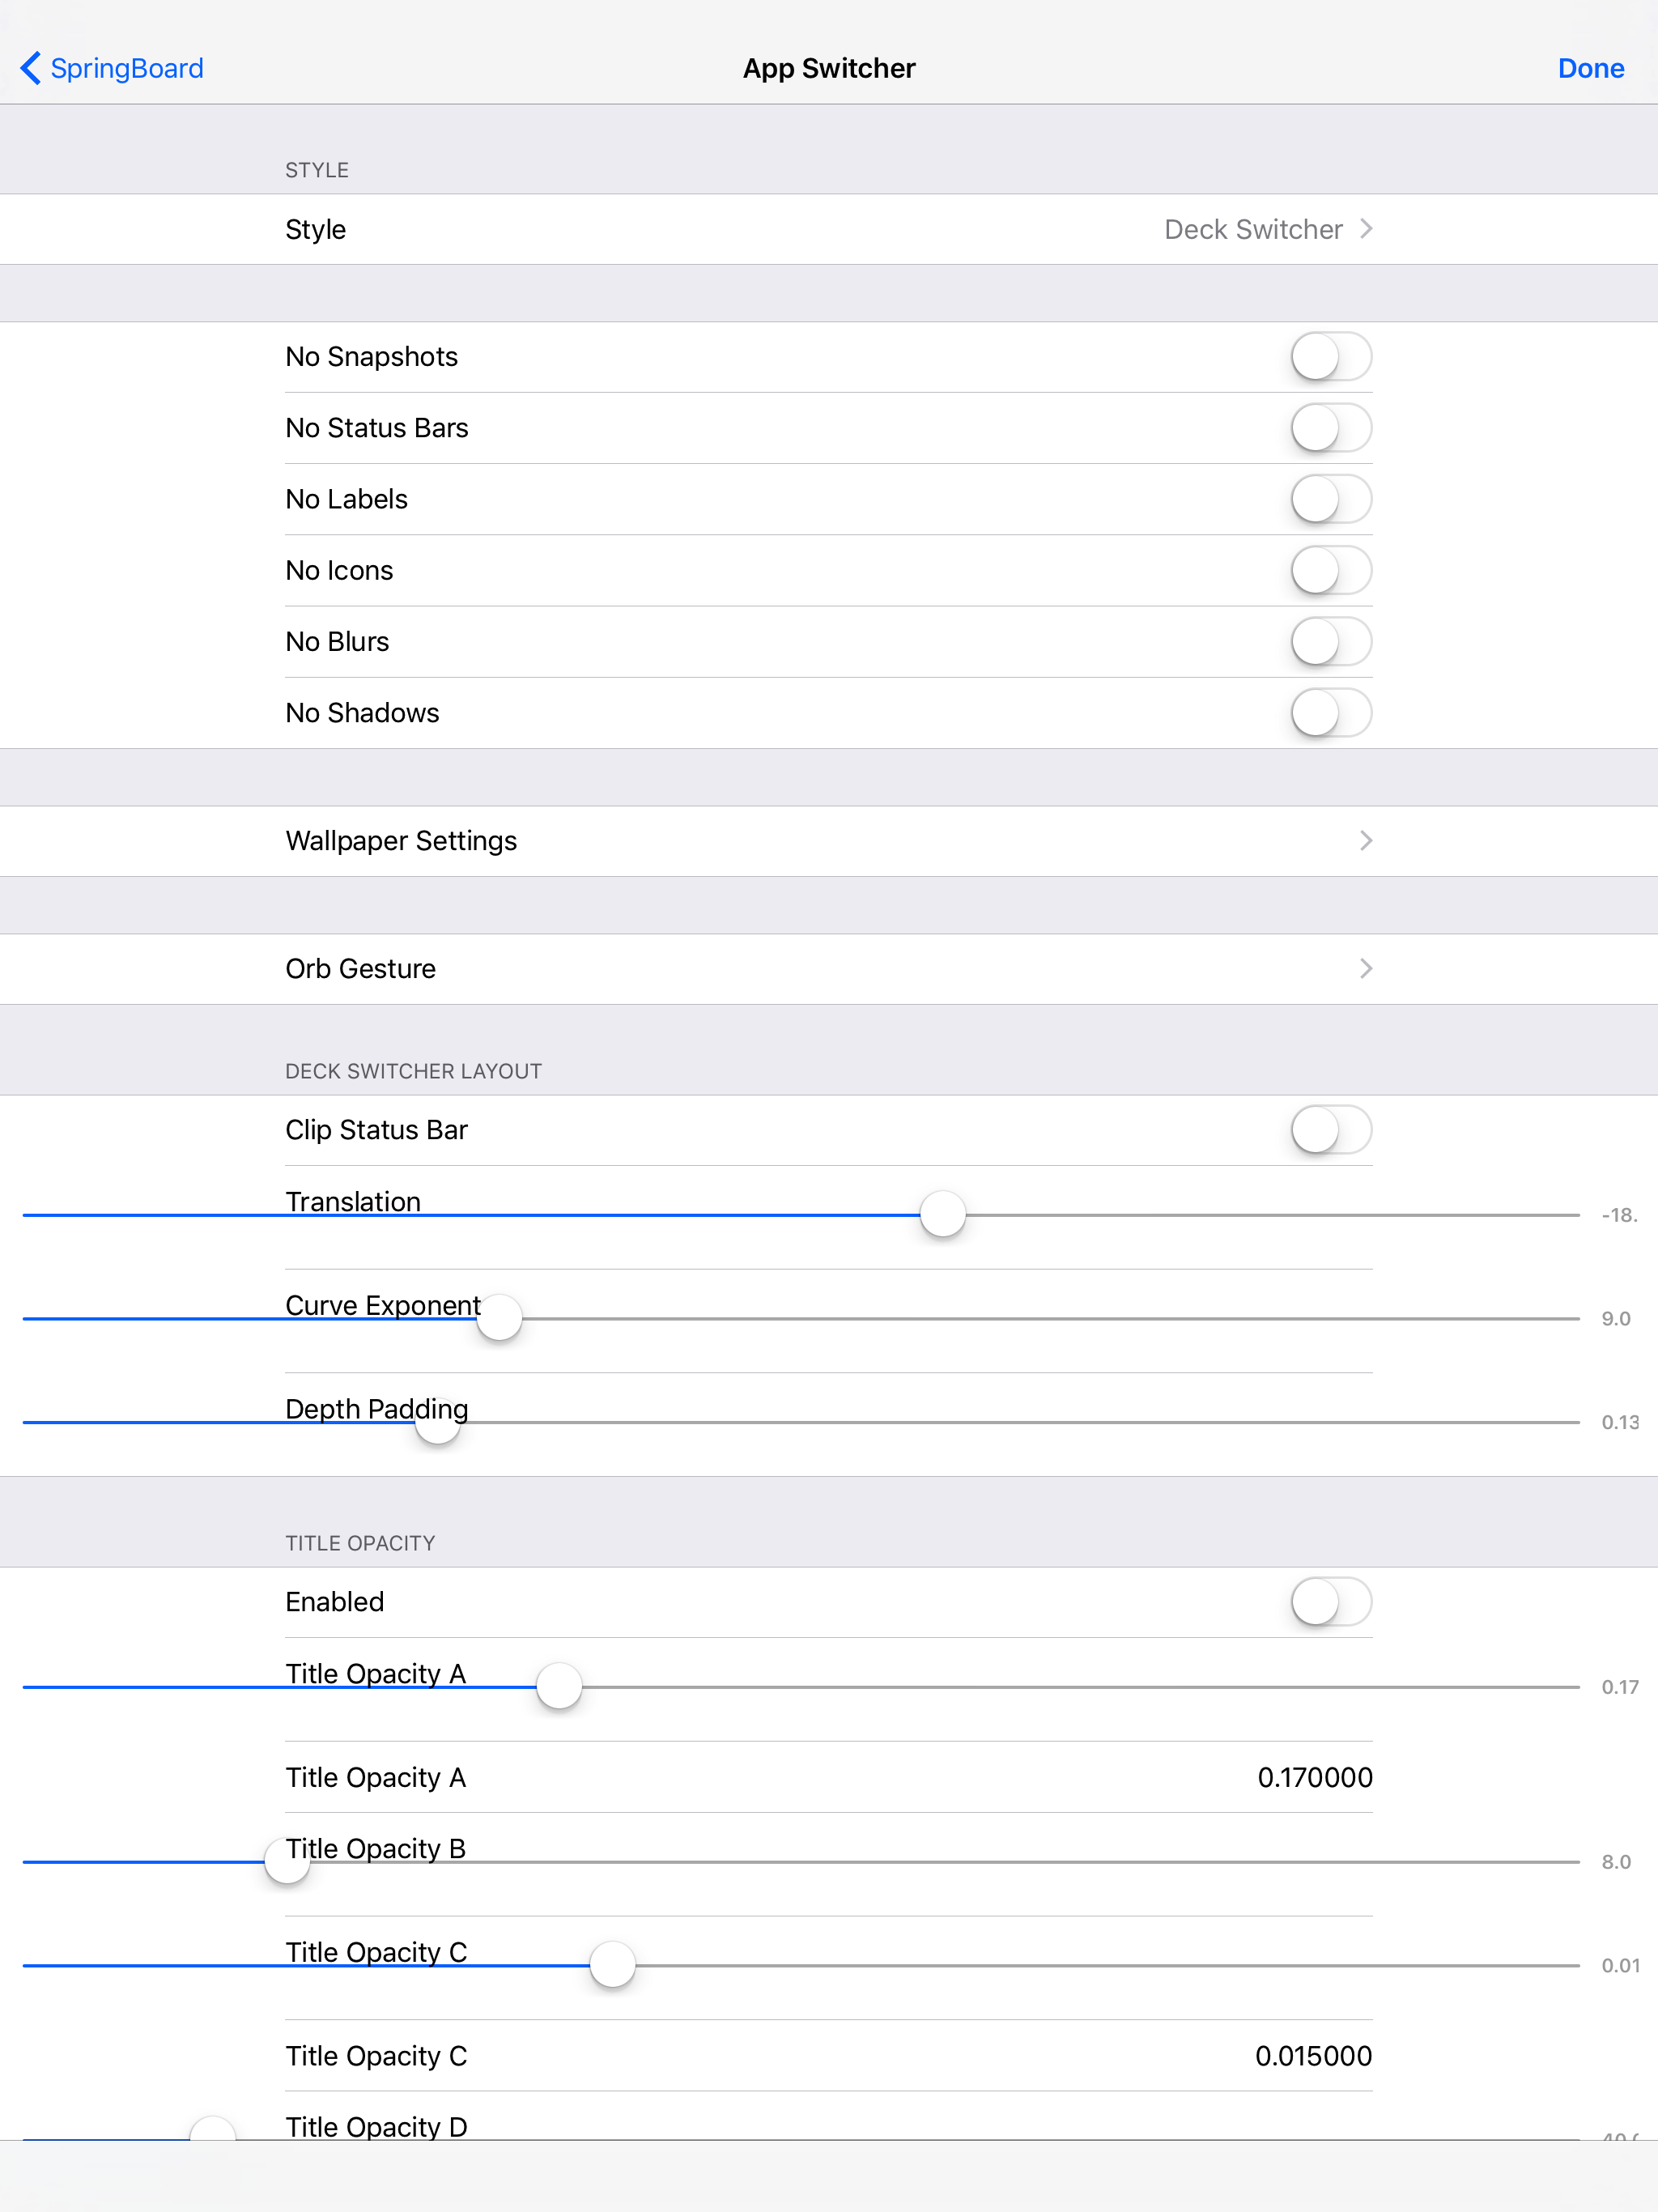 SpringBoard
App Switcher
Done
STYLE
Style Deck Switcher
No Snapshots
No Status Bars
No Labels
No Icons
No Blurs
No Shadows
Wallpaper Settings
Orb Gesture
DECK SWITCHER LAYOUT
Clip Status Bar
Translation -18.
Curve Exponent 9.0
Depth Padding 0.13
TITLE OPACITY
Enabled
Title Opacity A 0.17
Title Opacity A 0.170000
Title Opacity B 8.0
Title Opacity C 0.01
Title Opacity C 0.015000
Title Opacity D